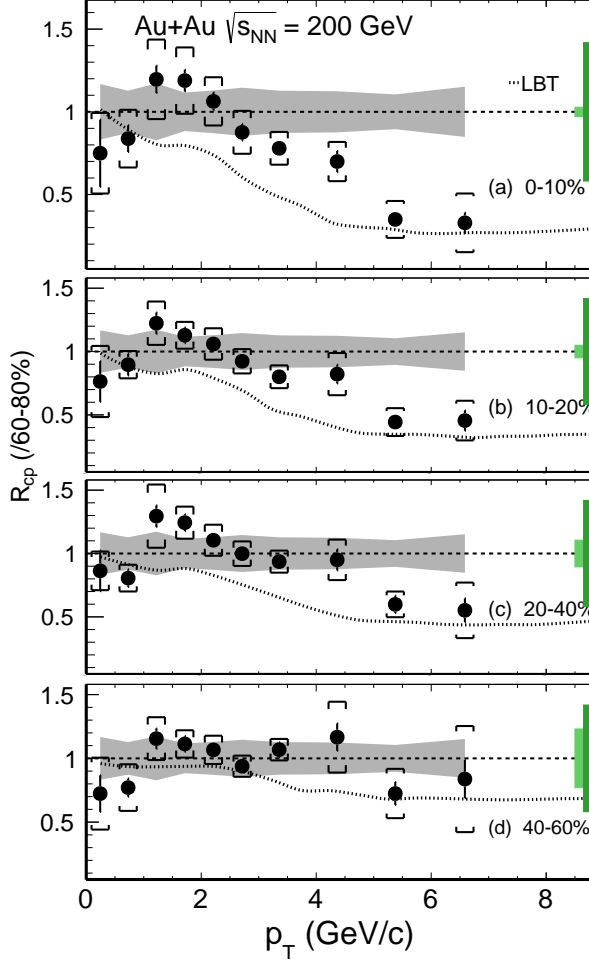 Au+Au √sNN = 200 GeV
1.5
LBT
1
0.5
(a) 0-10%
1.5
1
0.5
(b) 10-20%
Rcp (/60-80%)
1.5
1
0.5
(c) 20-40%
1.5
1
0.5
(d) 40-60%
0 2 4 6 8
pT (GeV/c)